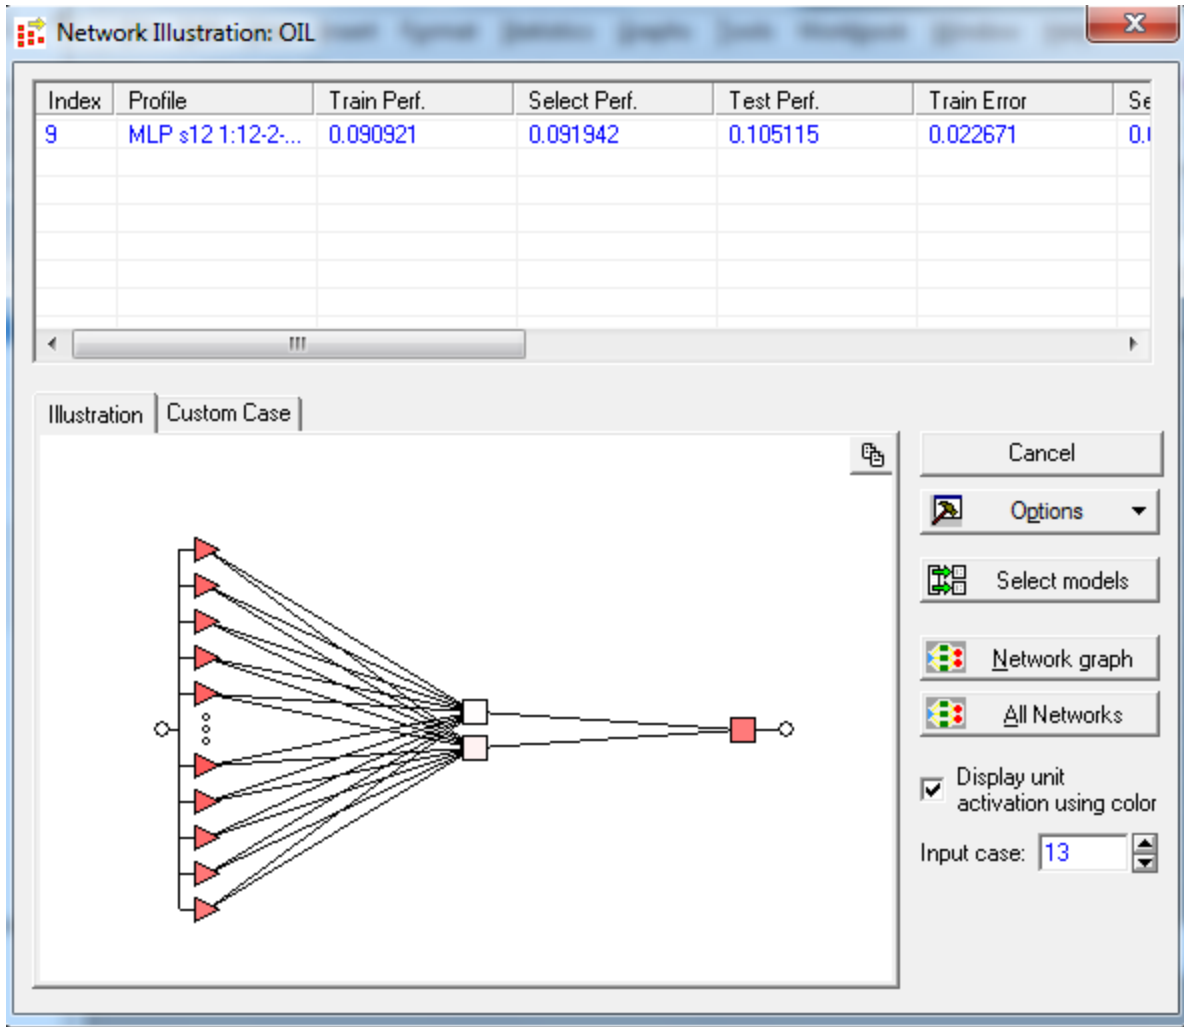 Network Illustration: OIL
Index Profile Train Perf. Select Perf. Test Perf. Train Error Se
9 MLP s12 1:12-2-... 0.090921 0.091942 0.105115 0.022671 0.
Illustration Custom Case
Cancel
Options
Select models
Network graph
All Networks
Display unit
activation using color
Input case: 13